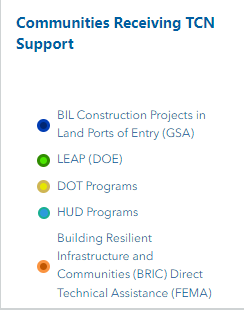 Communities Receiving TCN
Support
BIL Construction Projects in
Land Ports of Entry (GSA)
LEAP (DOE)
DOT Programs
HUD Programs
Building Resilient
Infrastructure and
Communities (BRIC) Direct
Technical Assistance (FEMA)